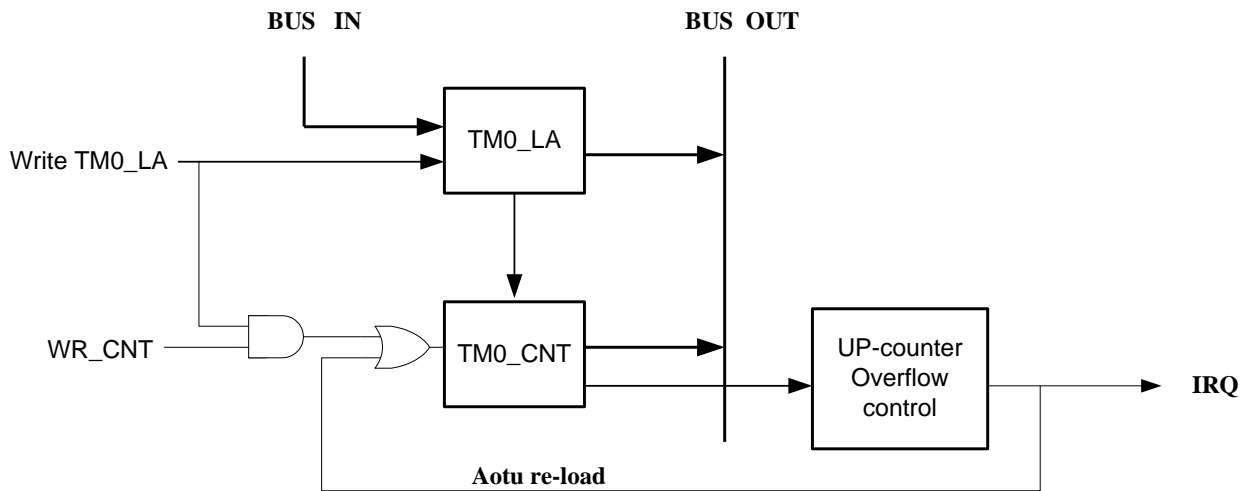 BUS IN
BUS OUT
TM0_LA
Write TM0_LA
WR_CNT
TM0_CNT
UP-counter
Overflow
control
IRQ
Aotu re-load